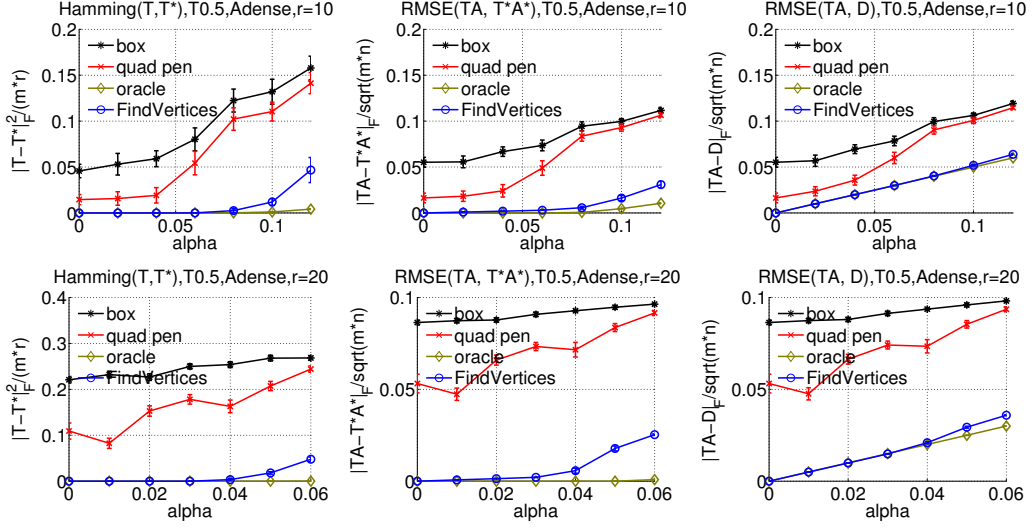 Hamming(T,T*),T0.5,Adense,r=10
0.2
0.15
0.1
0.05
0
0.05
0.1
alpha
|T−T*|²_F/(m*r)
box
quad pen
oracle
FindVertices
RMSE(TA, T*A*),T0.5,Adense,r=10
0.2
0.15
0.1
0.05
0
0
0.05
0.1
alpha
|TA−T*A*|_F/sqrt(m*n)
box
quad pen
oracle
FindVertices
RMSE(TA, D),T0.5,Adense,r=10
0.2
0.15
0.1
0.05
0
0
0.05
0.1
alpha
|TA−D|_F/sqrt(m*n)
box
quad pen
oracle
FindVertices
Hamming(T,T*),T0.5,Adense,r=20
0.4
0.3
0.2
0.1
0
0
0.02
0.04
0.06
alpha
|T−T*|²_F/(m*r)
box
quad pen
oracle
FindVertices
RMSE(TA, T*A*),T0.5,Adense,r=20
0.1
0.05
0
0
0.02
0.04
0.06
alpha
|TA−T*A*|_F/sqrt(m*n)
box
quad pen
oracle
FindVertices
RMSE(TA, D),T0.5,Adense,r=20
0.1
0.05
0
0
0.02
0.04
0.06
alpha
|TA−D|_F/sqrt(m*n)
box
quad pen
oracle
FindVertices